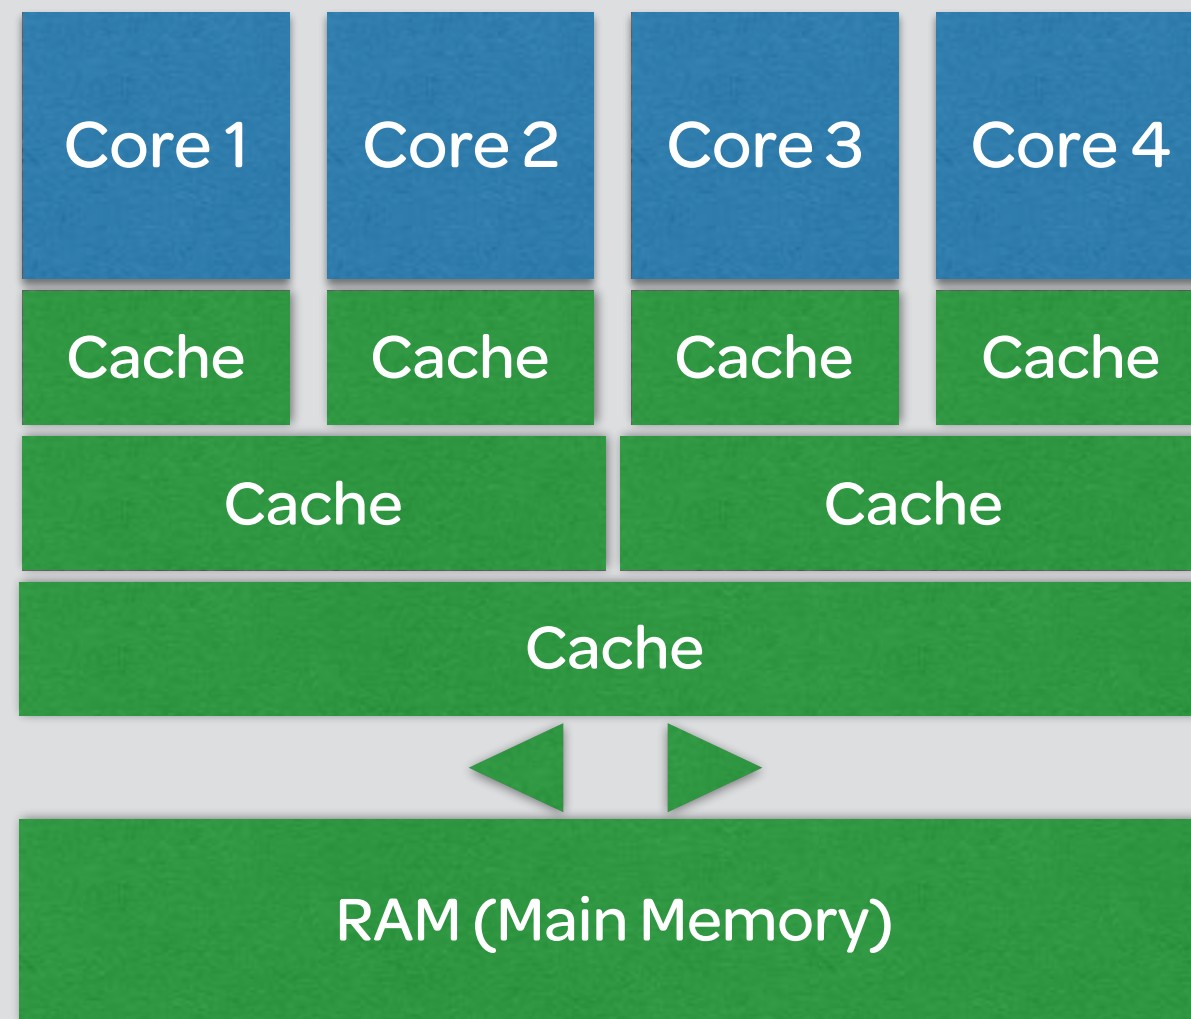 Core 1
Core 2
Core 3
Core 4
Cache
Cache
Cache
Cache
Cache
Cache
Cache
RAM (Main Memory)